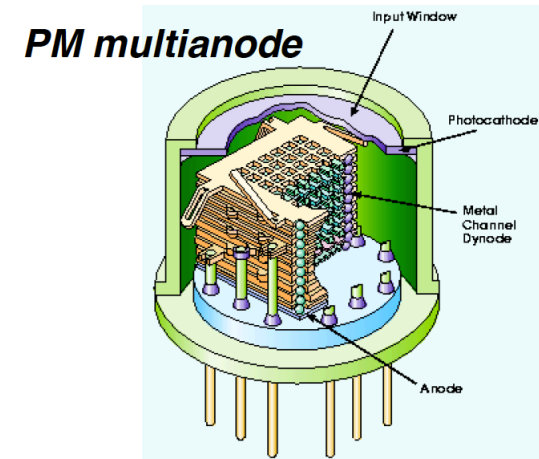 PM multianode
Input Window
Photocathode
Metal
Channel
Dynode
Anode